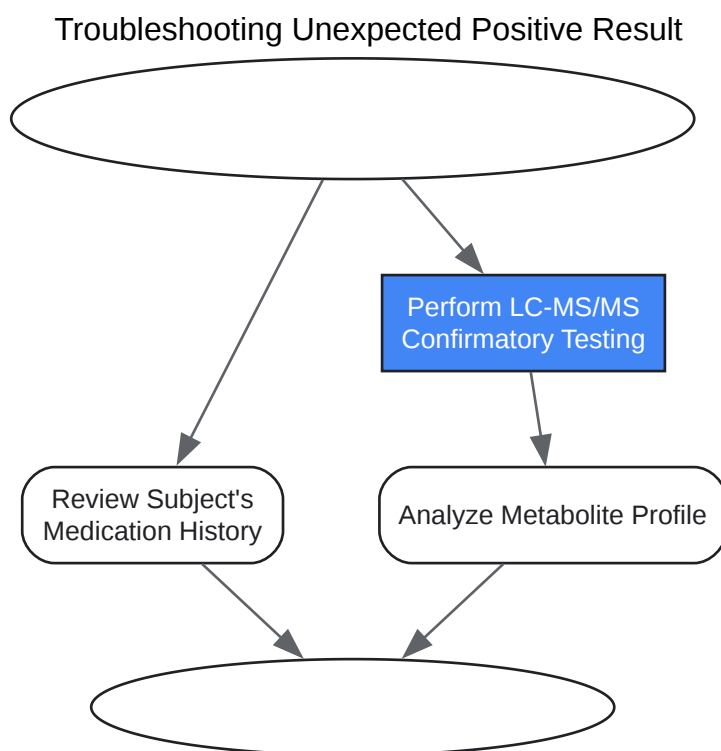 Troubleshooting Unexpected Positive Result
Perform LC-MS/MS
Confirmatory Testing
Review Subject's
Medication History
Analyze Metabolite Profile